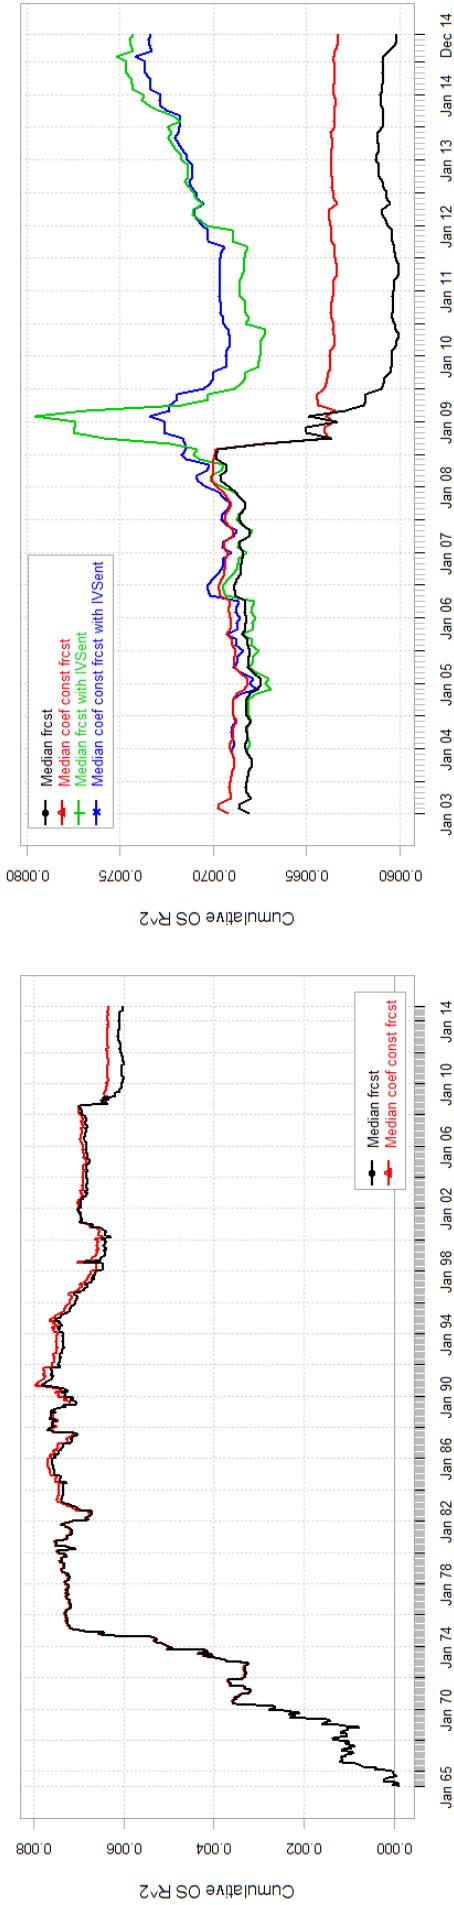 Cumulative OS R^2
0.008
0.006
0.004
0.002
0.000
Median frcst
Median coef const frcst
Jan 65 Jan 70 Jan 74 Jan 78 Jan 82 Jan 86 Jan 90 Jan 94 Jan 98 Jan 02 Jan 06 Jan 10 Jan 14
Cumulative OS R^2
0.0080
0.0075
0.0070
0.0065
0.0060
Median frcst
Median coef const frcst
Median frcst with IVSent
Median coef const frcst with IVSent
Jan 03 Jan 04 Jan 05 Jan 06 Jan 07 Jan 08 Jan 09 Jan 10 Jan 11 Jan 12 Jan 13 Jan 14 Dec 14